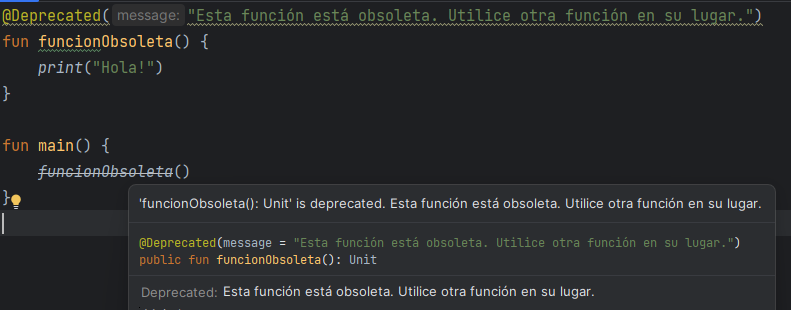 @Deprecated( message: "Esta función está obsoleta. Utilice otra función en su lugar.")
fun funcionObsoleta() {
    print("Hola!")
}
fun main() {
    funcionObsoleta()
}
'funcionObsoleta(): Unit' is deprecated. Esta función está obsoleta. Utilice otra función en su lugar.
@Deprecated(message = "Esta función está obsoleta. Utilice otra función en su lugar.")
public fun funcionObsoleta(): Unit
Deprecated: Esta función está obsoleta. Utilice otra función en su lugar.